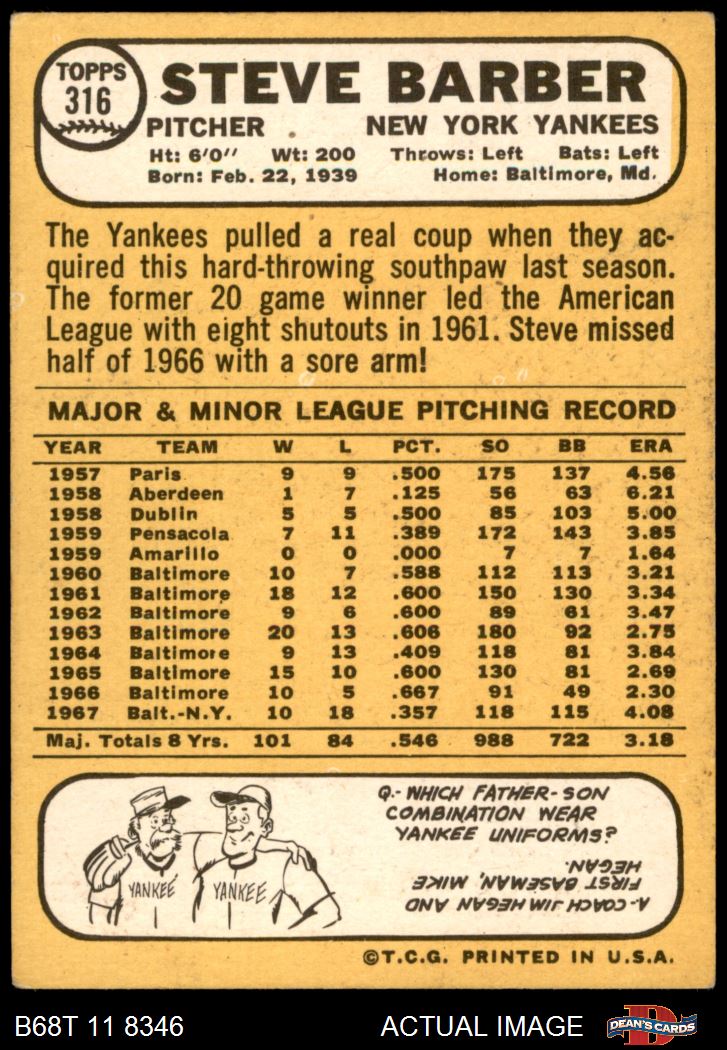 TOPPS
316
STEVE BARBER
PITCHER NEW YORK YANKEES
Ht: 6'0" Wt: 200 Throws: Left Bats: Left
Born: Feb. 22, 1939 Home: Baltimore, Md.
The Yankees pulled a real coup when they ac-
quired this hard-throwing southpaw last season.
The former 20 game winner led the American
League with eight shutouts in 1961. Steve missed
half of 1966 with a sore arm!
MAJOR & MINOR LEAGUE PITCHING RECORD
YEAR TEAM W L PCT. SO BB ERA
1957 Paris 9 9 .500 175 137 4.56
1958 Aberdeen 1 7 .125 56 63 6.21
1958 Dublin 5 5 .500 85 103 5.00
1959 Pensacola 7 11 .389 172 143 3.85
1959 Amarillo 0 0 .000 7 7 1.64
1960 Baltimore 10 7 .588 112 113 3.21
1961 Baltimore 18 12 .600 150 130 3.34
1962 Baltimore 9 6 .600 89 61 3.47
1963 Baltimore 20 13 .606 180 92 2.75
1964 Baltimore 9 13 .409 118 81 3.84
1965 Baltimore 15 10 .600 130 81 2.69
1966 Baltimore 10 5 .667 91 49 2.30
1967 Balt.-N.Y. 10 18 .357 118 115 4.08
Maj. Totals 8 Yrs. 101 84 .546 988 722 3.18
Q.- WHICH FATHER-SON
COMBINATION WEAR
YANKEE UNIFORMS?
A.- COACH JIM HEGAN AND
FIRST BASEMAN, MIKE
HEGAN.
YANKEE YANKEE
©T.C.G. PRINTED IN U.S.A.
B68T 11 8346 ACTUAL IMAGE D DEAN'S CARDS